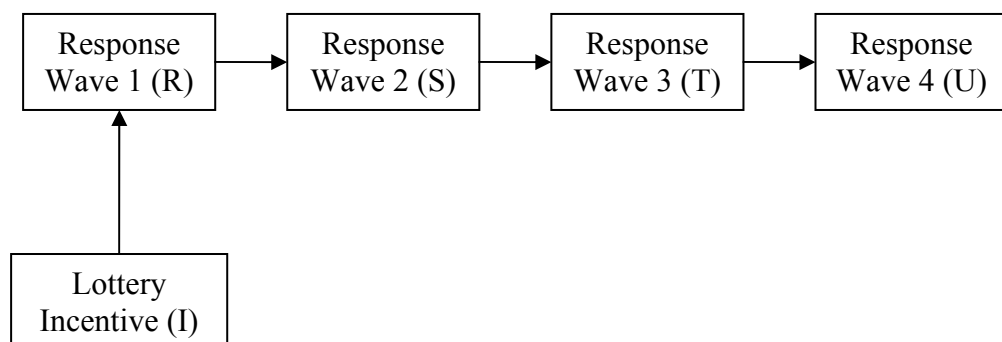 Response
Wave 1 (R)
Response
Wave 2 (S)
Response
Wave 3 (T)
Response
Wave 4 (U)
Lottery
Incentive (I)